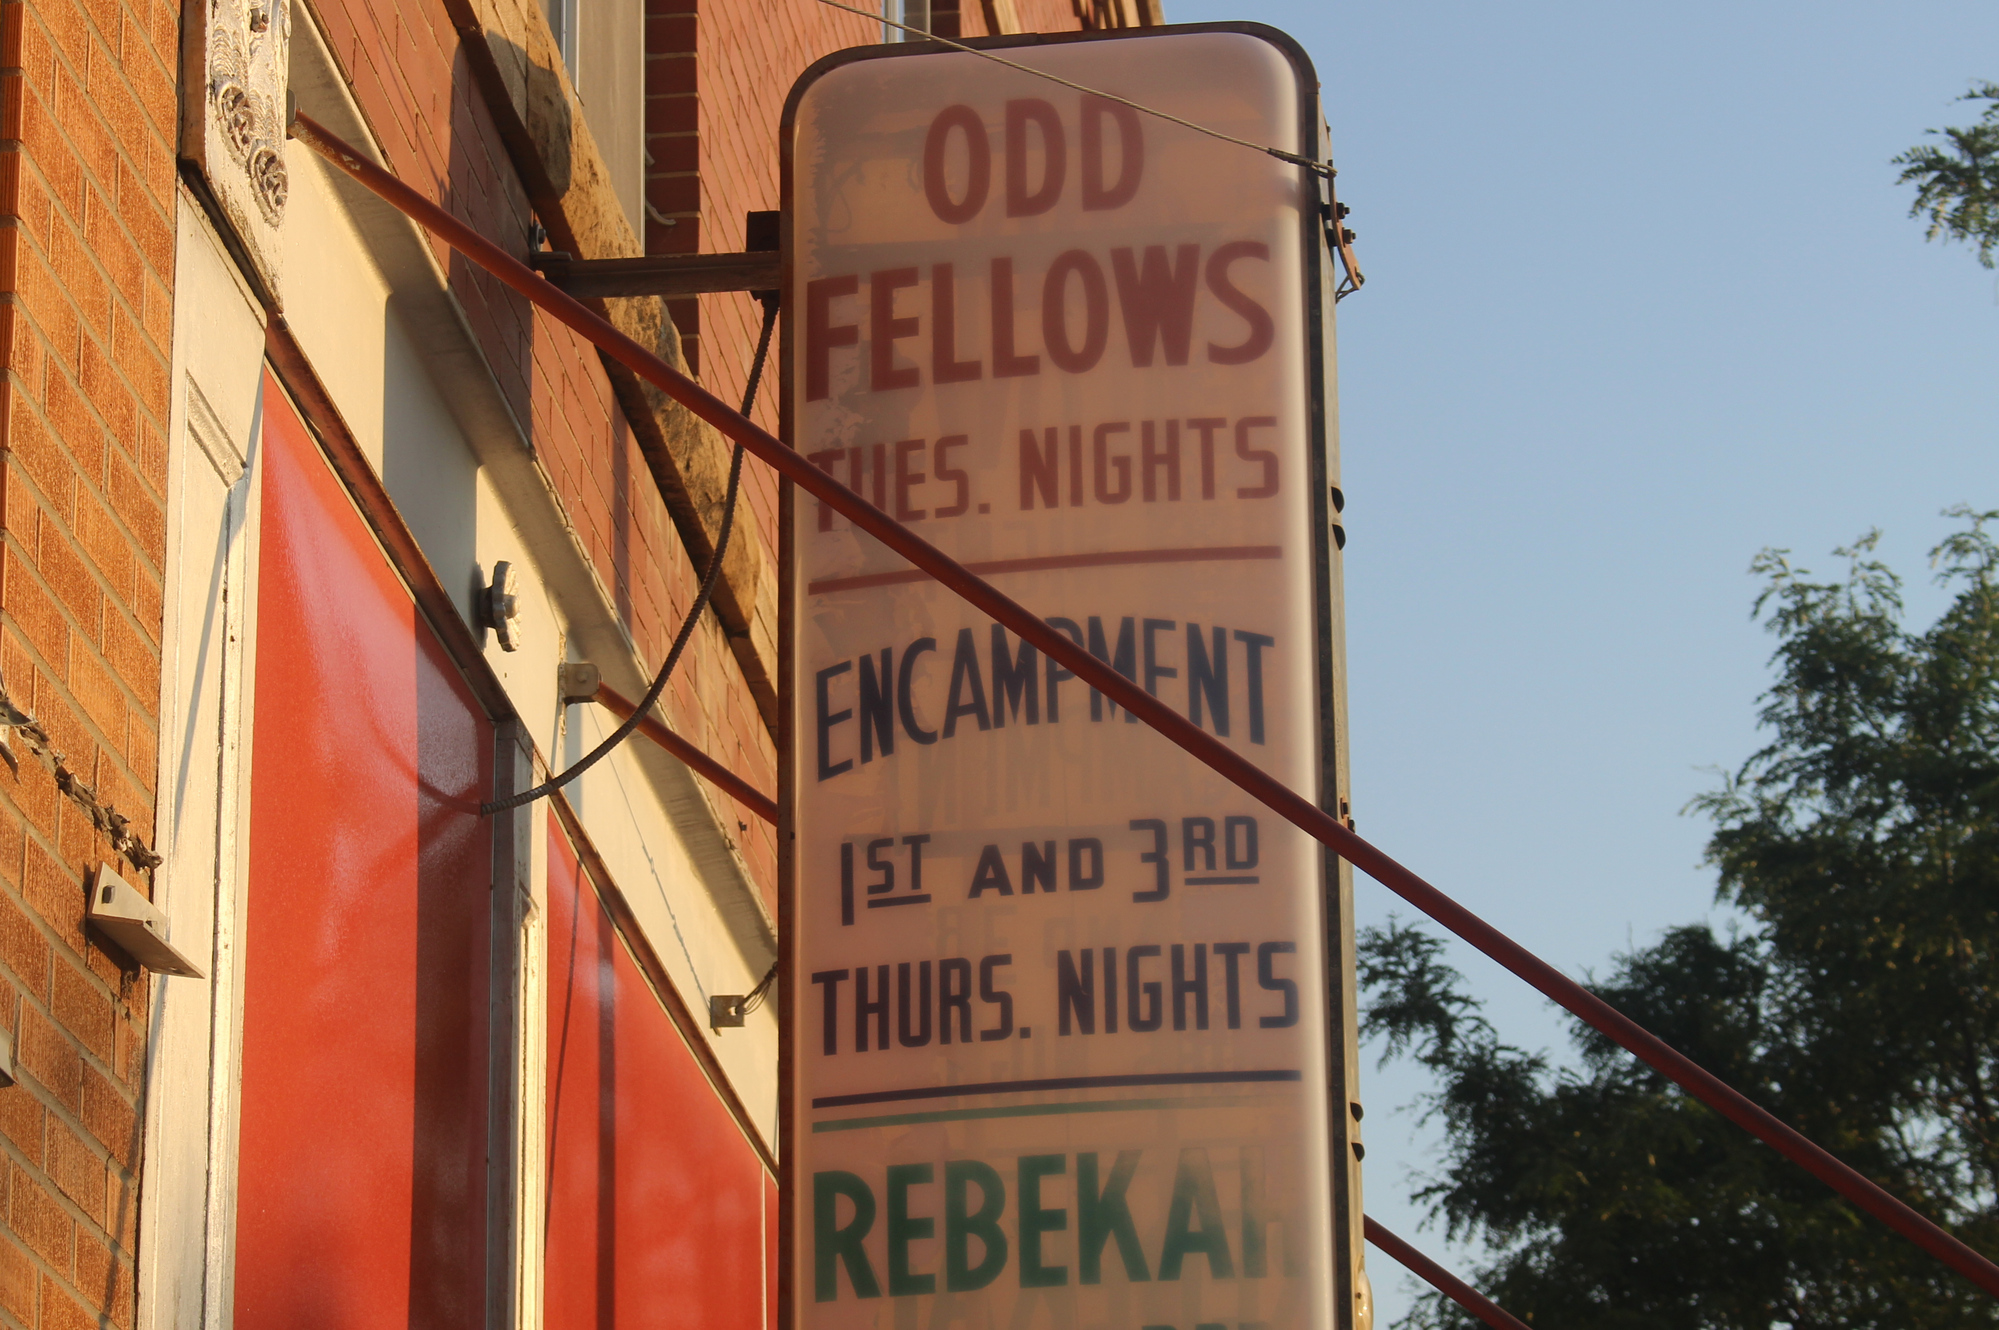 ODD
FELLOWS
TUES. NIGHTS
ENCAMPMENT
1ST AND 3RD
THURS. NIGHTS
REBEKAH